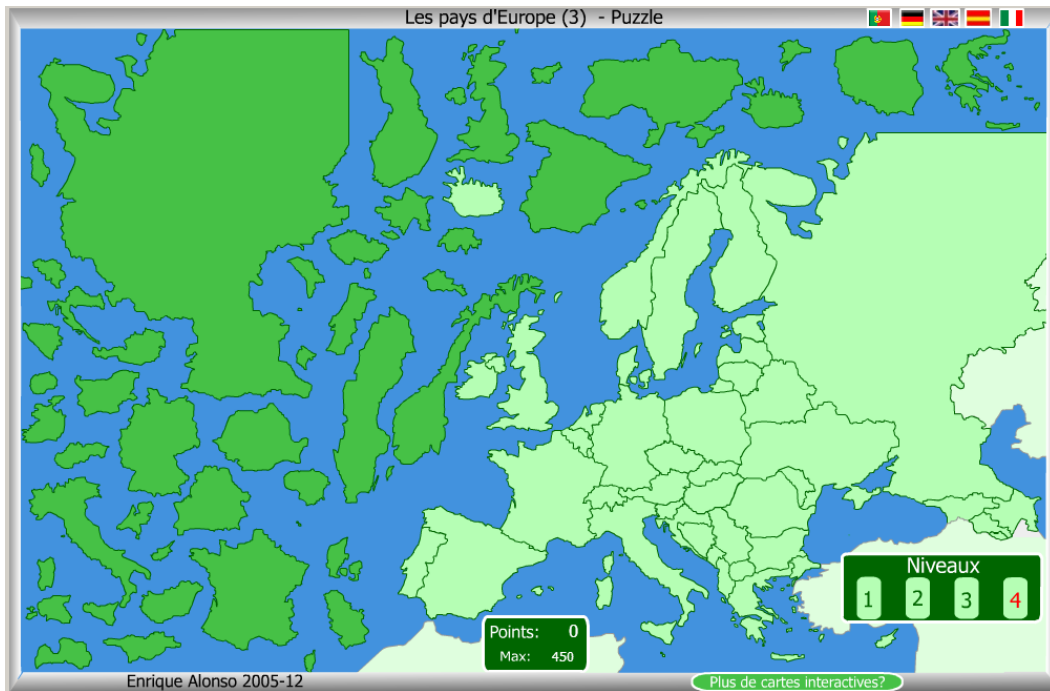 Les pays d'Europe (3) - Puzzle
Niveaux
1 2 3 4
Points: 0
Max: 450
Enrique Alonso 2005-12
Plus de cartes interactives?